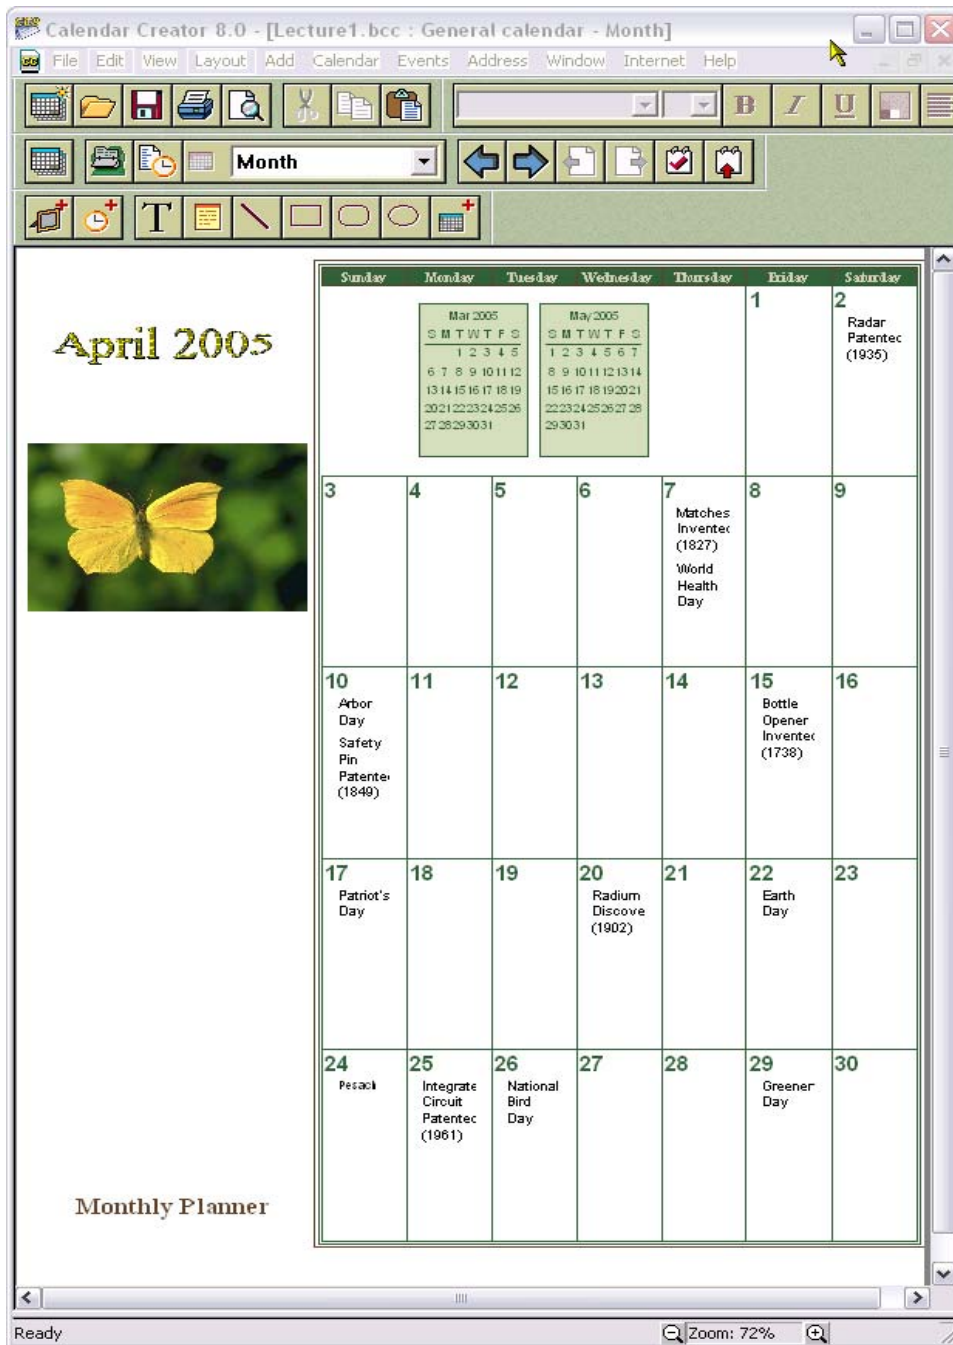 Calendar Creator 8.0 - [Lecture1.bcc : General calendar - Month]
File Edit View Layout Add Calendar Events Address Window Internet Help
B I U
Month
T
April 2005
Monthly Planner
Sunday Monday Tuesday Wednesday Thursday Friday Saturday
Mar 2005
S M T W T F S
1 2 3 4 5
6 7 8 9 10 11 12
13 14 15 16 17 18 19
20 21 22 23 24 25 26
27 28 29 30 31
May 2005
S M T W T F S
1 2 3 4 5 6 7
8 9 10 11 12 13 14
15 16 17 18 19 20 21
22 23 24 25 26 27 28
29 30 31
1
2
Radar
Patentec
(1935)
3
4
5
6
7
Matches
Inventec
(1827)
World
Health
Day
8
9
10
Arbor
Day
Safety
Pin
Patente
(1849)
11
12
13
14
15
Bottle
Opener
Inventec
(1738)
16
17
Patriot's
Day
18
19
20
Radium
Discove
(1902)
21
22
Earth
Day
23
24
Pesach
25
Integrate
Circuit
Patentec
(1961)
26
National
Bird
Day
27
28
29
Greener
Day
30
Ready
Zoom: 72%